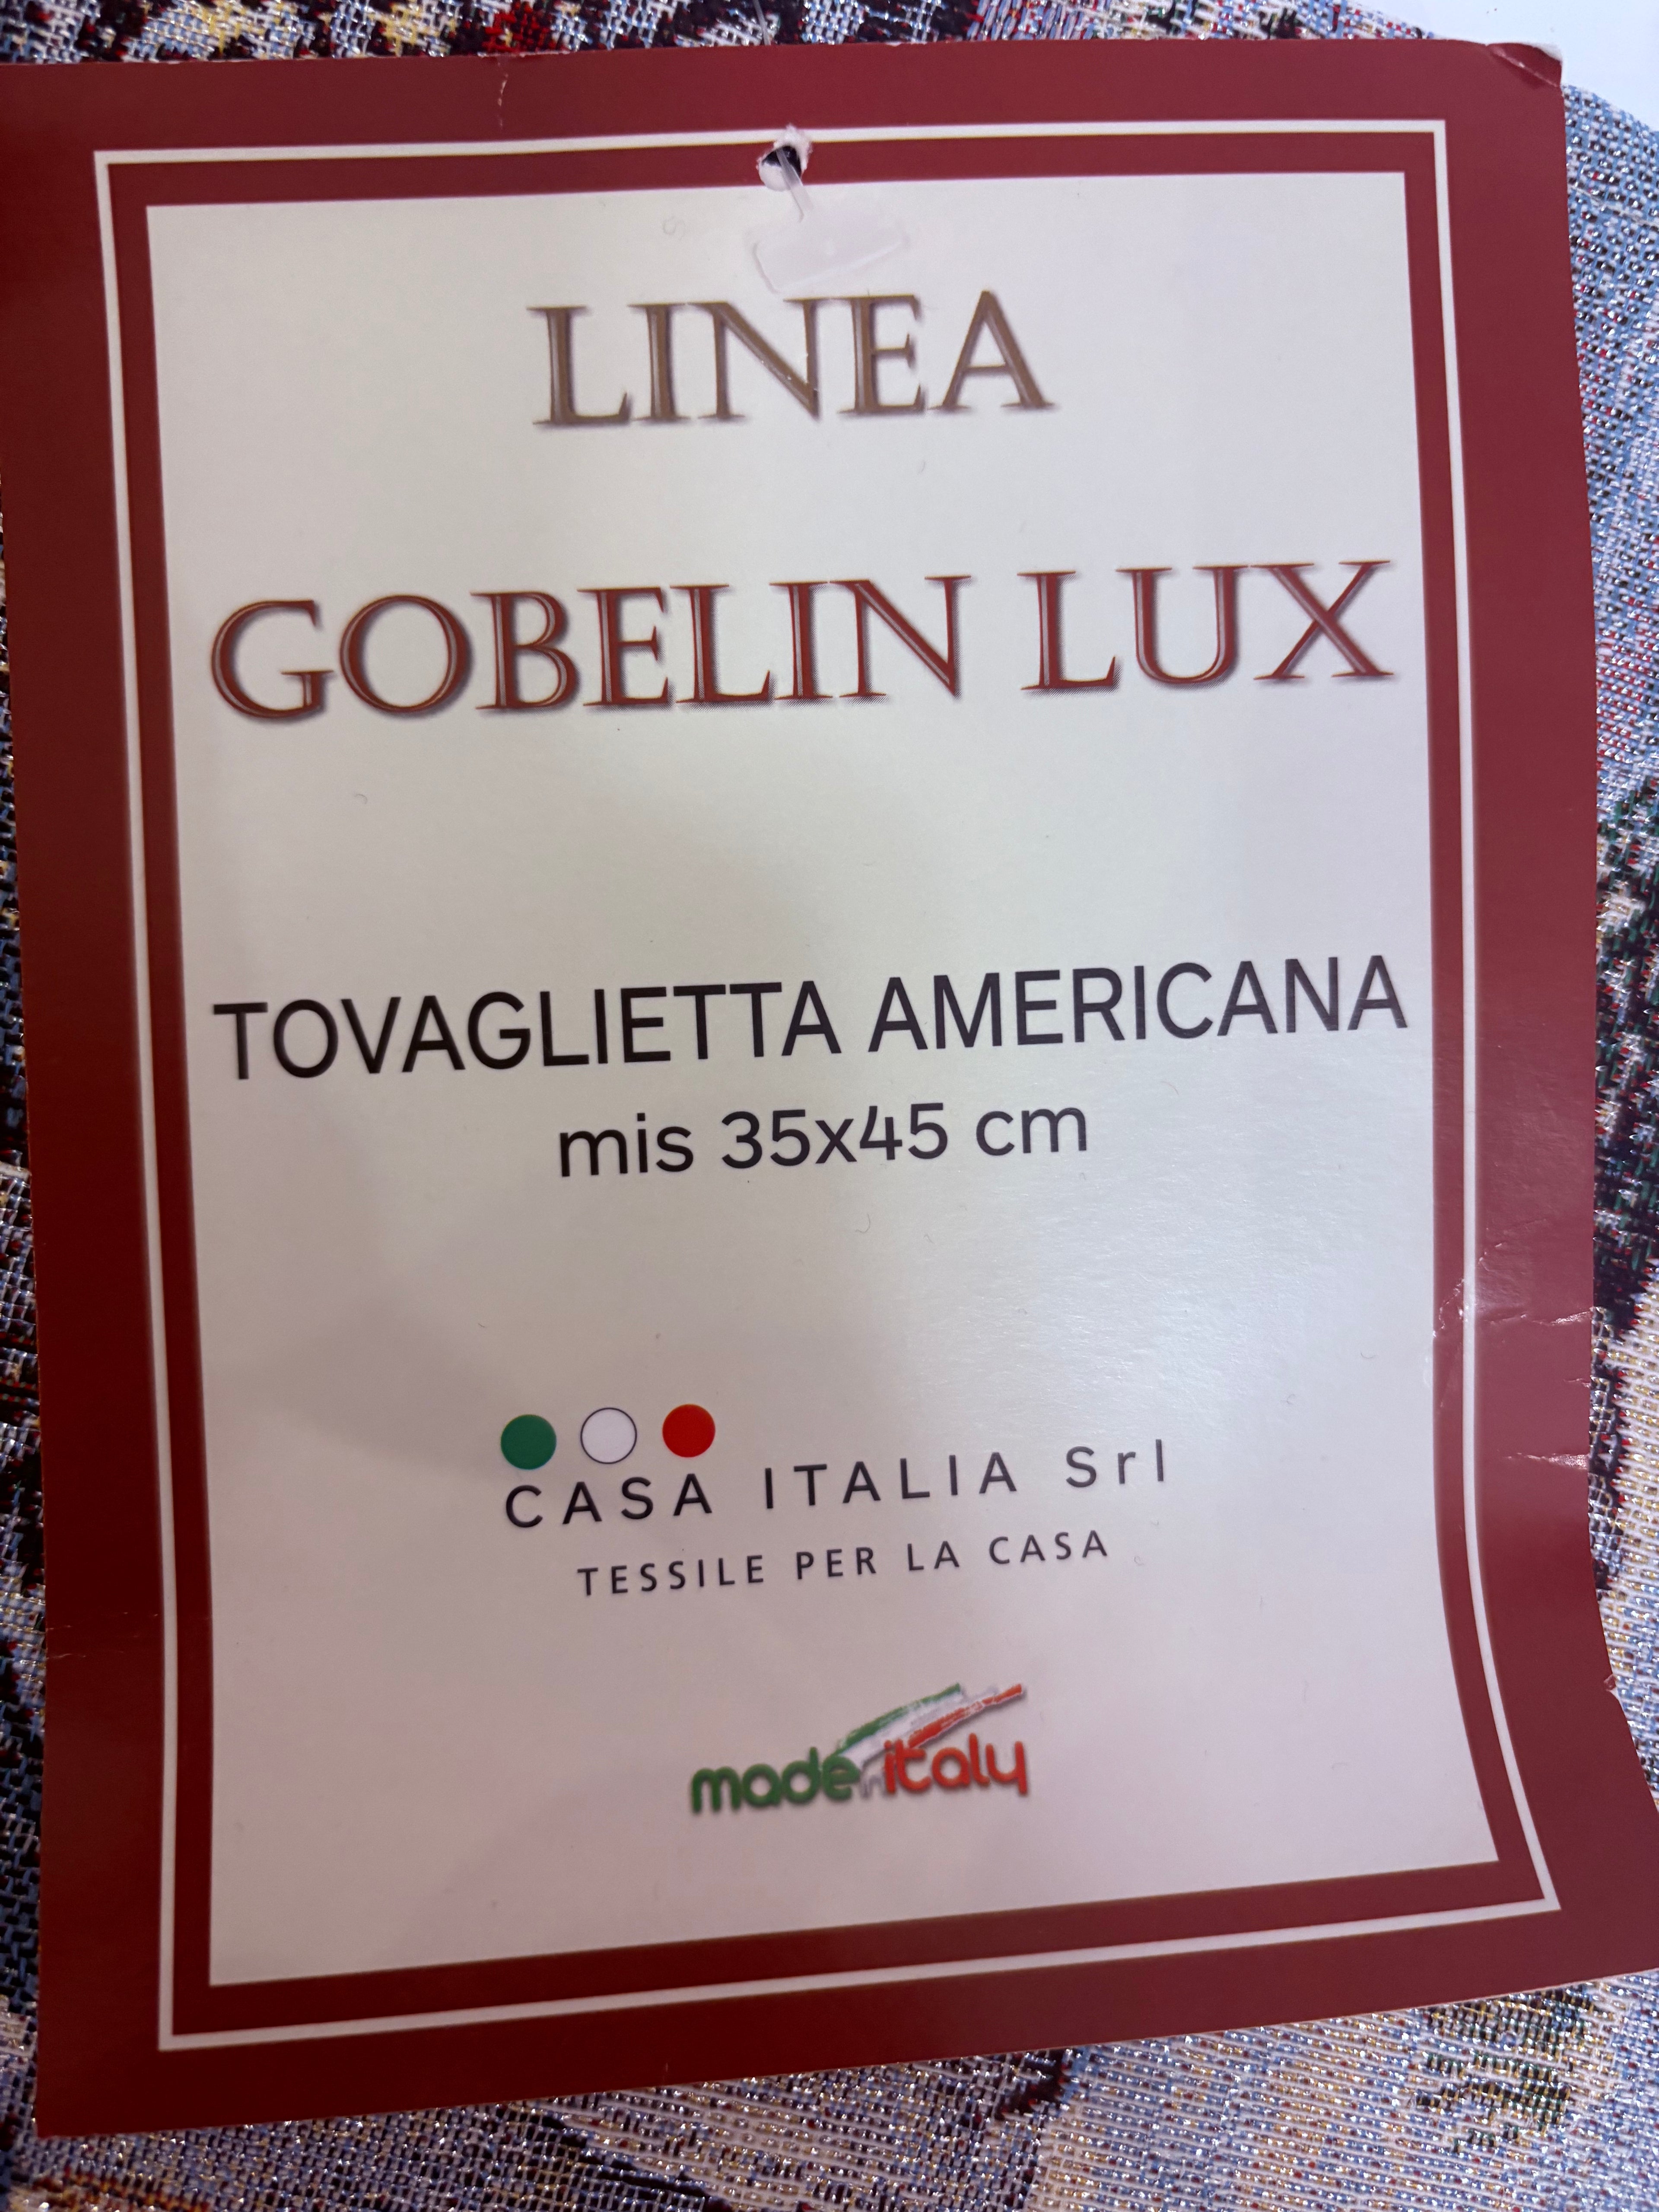 LINEA
GOBELIN LUX
TOVAGLIETTA AMERICANA
mis 35x45 cm
CASA ITALIA Srl
TESSILE PER LA CASA
made in italy